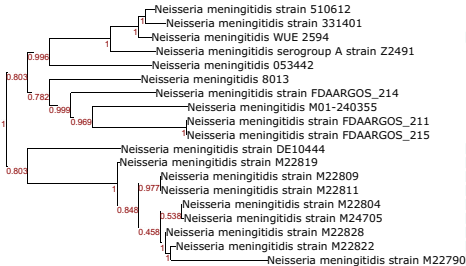 Neisseria meningitidis strain 510612
Neisseria meningitidis strain 331401
1
Neisseria meningitidis WUE 2594
1
Neisseria meningitidis serogroup A strain Z2491
0.996
Neisseria meningitidis 053442
0.803
Neisseria meningitidis 8013
0.782
Neisseria meningitidis strain FDAARGOS_214
0.999
Neisseria meningitidis M01-240355
0.969
Neisseria meningitidis strain FDAARGOS_211
1
Neisseria meningitidis strain FDAARGOS_215
1
Neisseria meningitidis strain DE10444
Neisseria meningitidis strain M22819
0.803
Neisseria meningitidis strain M22809
0.977
Neisseria meningitidis strain M22811
1
Neisseria meningitidis strain M22804
0.848
0.538
Neisseria meningitidis strain M24705
0.458
Neisseria meningitidis strain M22828
Neisseria meningitidis strain M22822
1
1
Neisseria meningitidis strain M22790